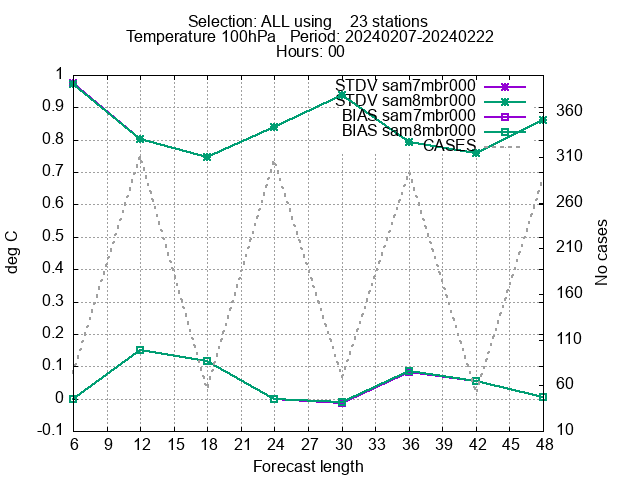 Selection: ALL using    23 stations
Temperature 100hPa   Period: 20240207-20240222
Hours: 00
STDV sam7mbr000
STDV sam8mbr000
BIAS sam7mbr000
BIAS sam8mbr000
CASES
1
0.9
0.8
0.7
0.6
0.5
0.4
0.3
0.2
0.1
0
-0.1
deg C
360
310
260
210
160
110
60
10
No cases
6 9 12 15 18 21 24 27 30 33 36 39 42 45 48
Forecast length